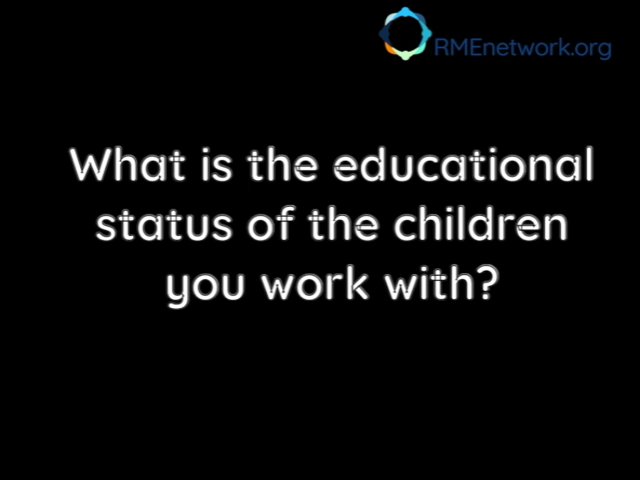 RMEnetwork.org
What is the educational
status of the children
you work with?